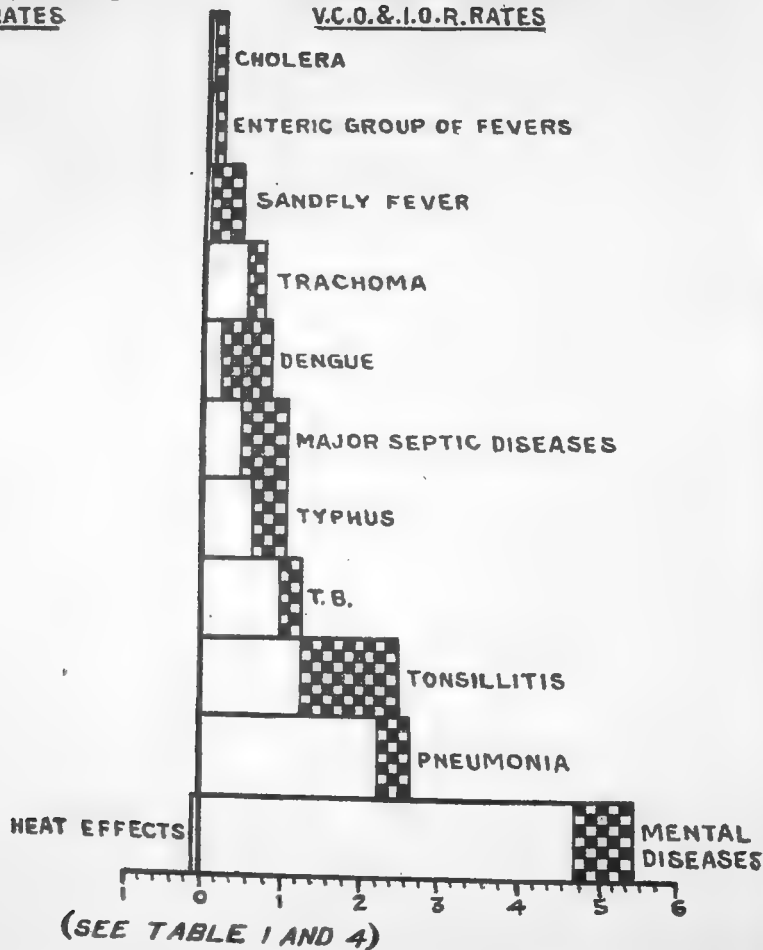 RATES V.C.O.&.I.O.R. RATES
CHOLERA
ENTERIC GROUP OF FEVERS
SANDFLY FEVER
TRACHOMA
DENGUE
MAJOR SEPTIC DISEASES
TYPHUS
T.B.
TONSILLITIS
PNEUMONIA
HEAT EFFECTS
MENTAL
DISEASES
1 0 1 2 3 4 5 6
(SEE TABLE 1 AND 4)